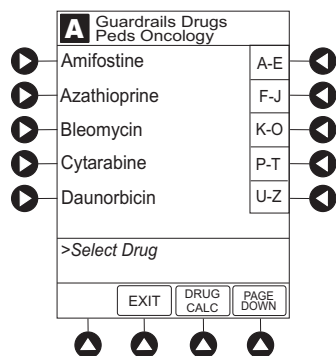 A Guardrails Drugs
Peds Oncology
Amifostine A-E
Azathioprine F-J
Bleomycin K-O
Cytarabine P-T
Daunorbicin U-Z
>Select Drug
EXIT DRUG CALC PAGE DOWN